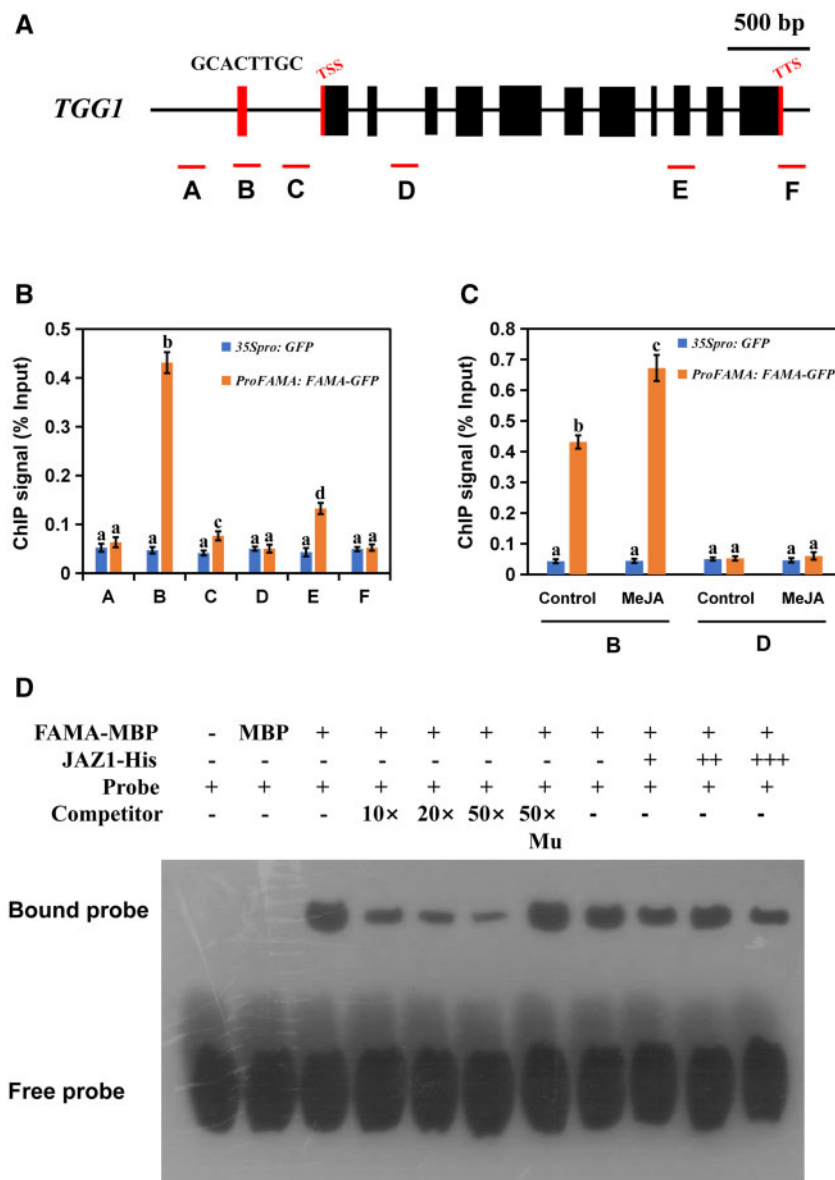 A
500 bp
GCACTTGC
TSS
TTS
TGG1
A B C D E F
B
ChIP signal (% Input)
0.5
0.4
0.3
0.2
0.1
0
35Spro: GFP
ProFAMA: FAMA-GFP
a a a b a c a a a d a a
A B C D E F
C
ChIP signal (% Input)
0.8
0.7
0.6
0.5
0.4
0.3
0.2
0.1
0
35Spro: GFP
ProFAMA: FAMA-GFP
a b a c a a a a
Control MeJA Control MeJA
B D
D
FAMA-MBP - MBP + + + + + + + + +
JAZ1-His - - - - - - - - + ++ +++
Probe + + + + + + + + + + +
Competitor - - - 10× 20× 50× 50× - - - -
Mu
Bound probe
Free probe